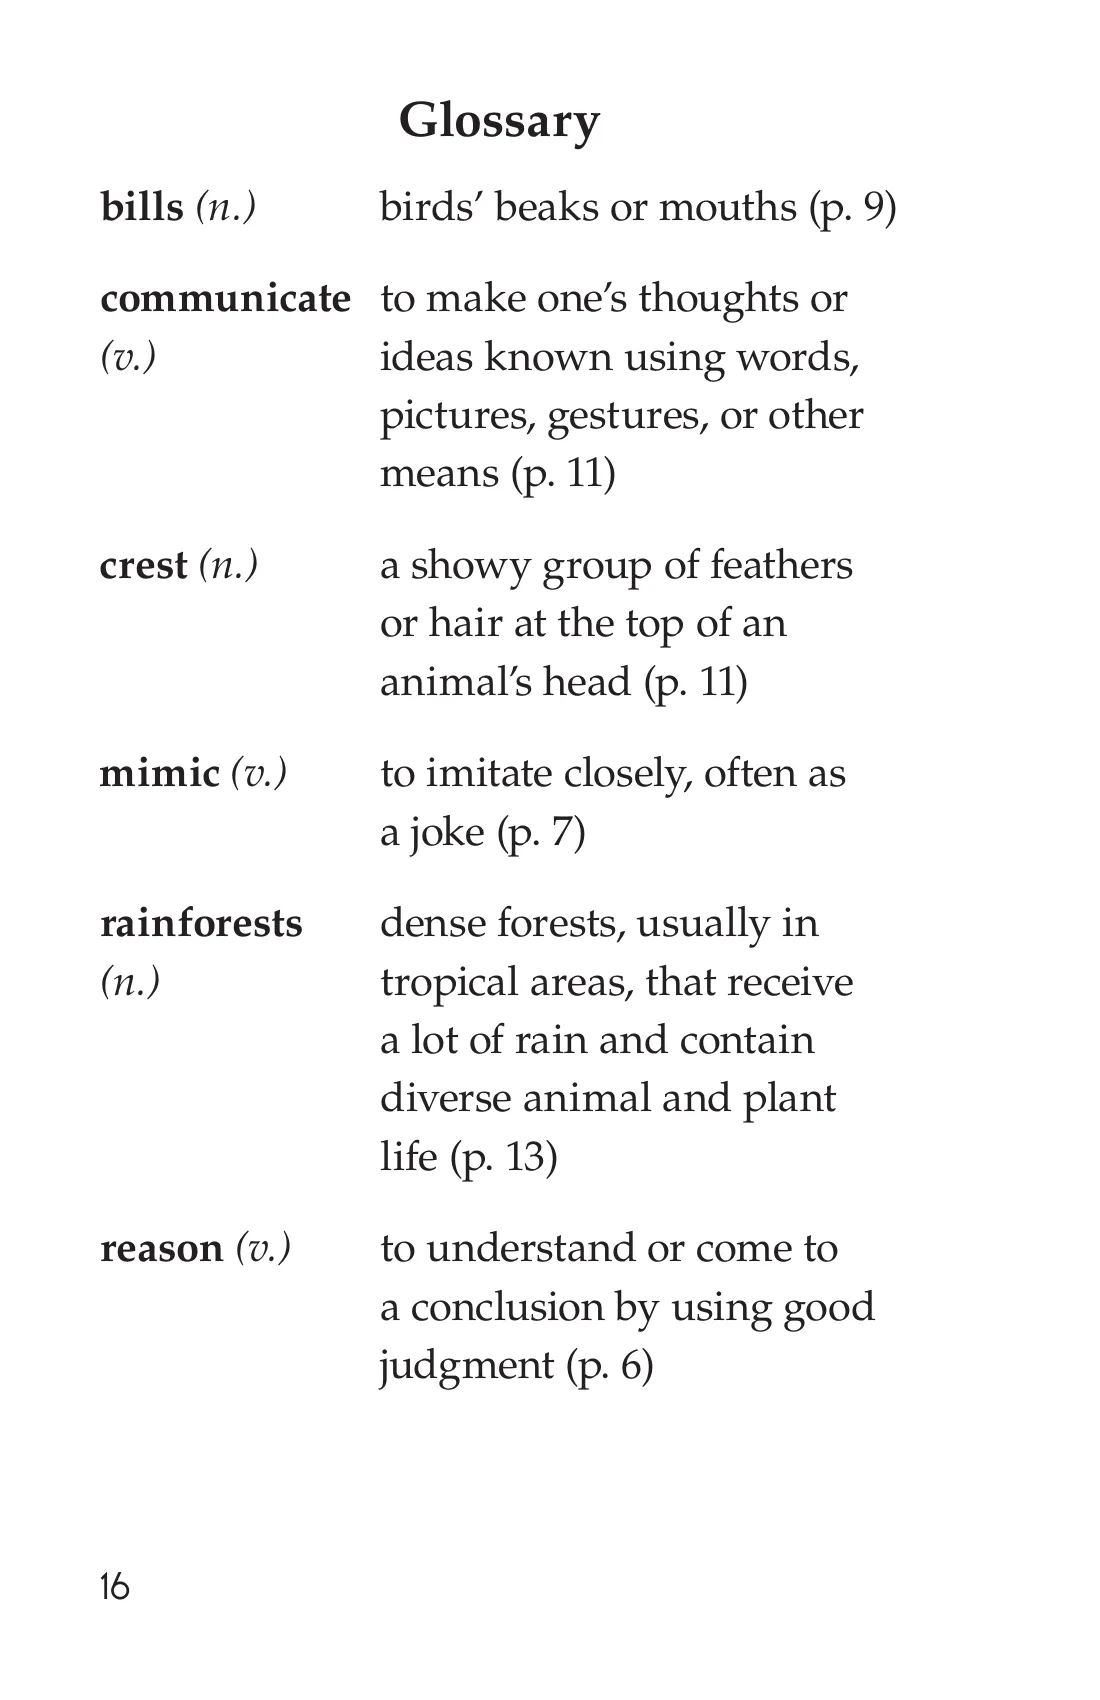 Glossary
bills (n.) birds’ beaks or mouths (p. 9)
communicate to make one’s thoughts or
(v.) ideas known using words,
pictures, gestures, or other
means (p. 11)
crest (n.) a showy group of feathers
or hair at the top of an
animal’s head (p. 11)
mimic (v.) to imitate closely, often as
a joke (p. 7)
rainforests dense forests, usually in
(n.) tropical areas, that receive
a lot of rain and contain
diverse animal and plant
life (p. 13)
reason (v.) to understand or come to
a conclusion by using good
judgment (p. 6)
16